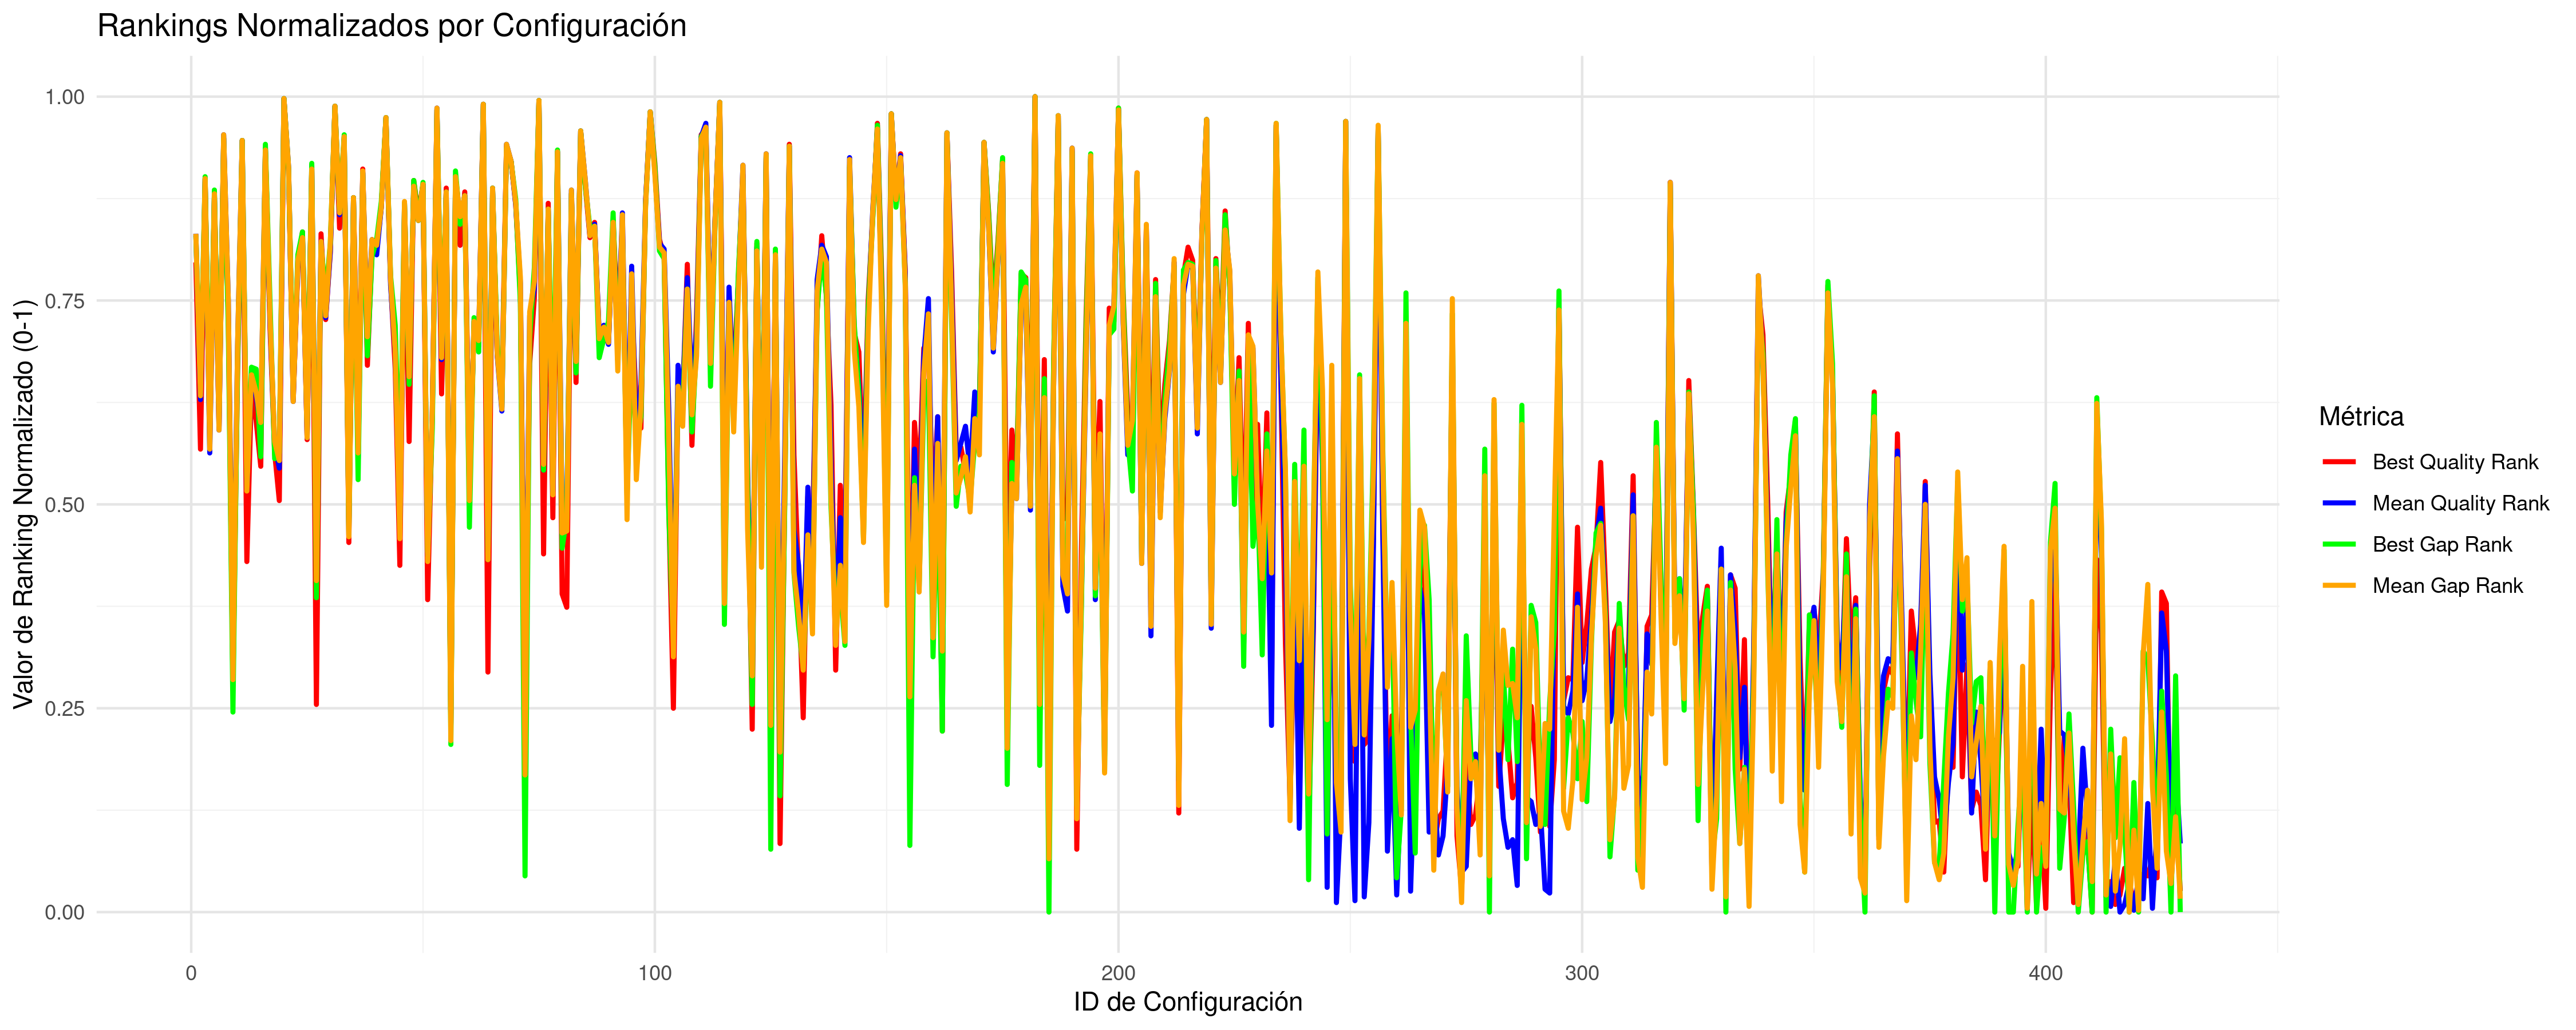 Rankings Normalizados por Configuración
Valor de Ranking Normalizado (0-1)
1.00
0.75
0.50
0.25
0.00
0
100
200
300
400
ID de Configuración
Métrica
Best Quality Rank
Mean Quality Rank
Best Gap Rank
Mean Gap Rank